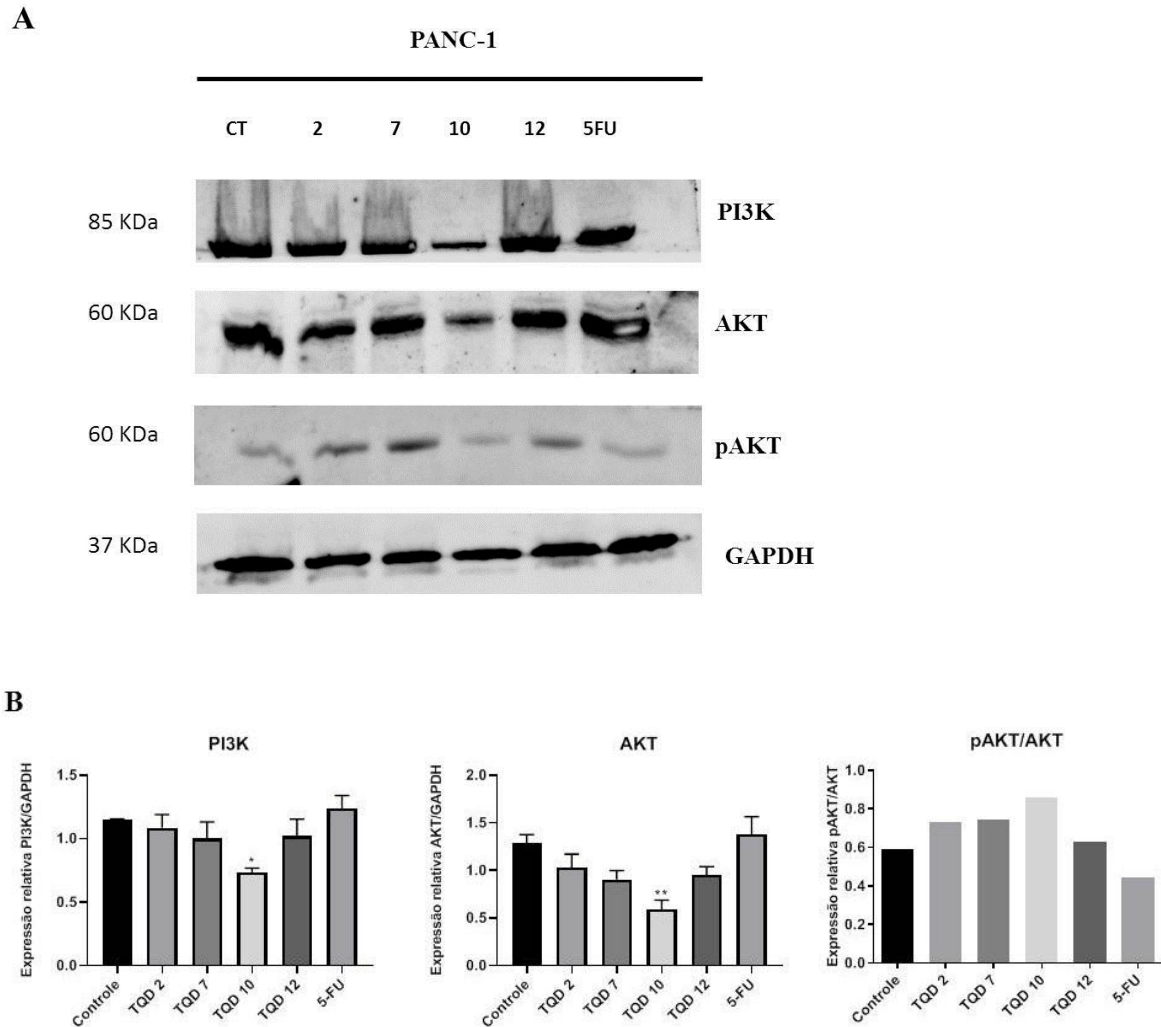 A
PANC-1
CT 2 7 10 12 5FU
85 KDa
PI3K
60 KDa
AKT
60 KDa
pAKT
37 KDa
GAPDH
B
PI3K
Expressão relativa PI3K/GAPDH
1.5
1.0
0.5
0.0
*
Controle
TQD 2
TQD 7
TQD 10
TQD 12
5-FU
AKT
Expressão relativa AKT/GAPDH
2.0
1.5
1.0
0.5
0.0
**
Controle
TQD 2
TQD 7
TQD 10
TQD 12
5-FU
pAKT/AKT
Expressão relativa pAKT/AKT
1.0
0.8
0.6
0.4
0.2
0.0
Controle
TQD 2
TQD 7
TQD 10
TQD 12
5-FU